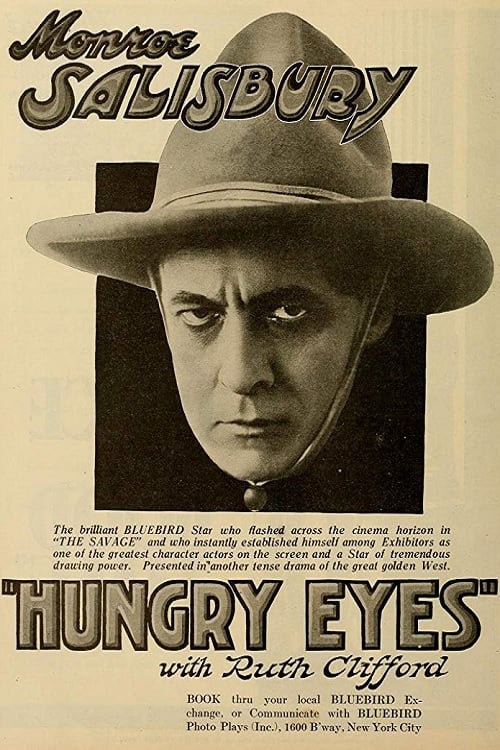 Monroe
SALISBURY
The brilliant BLUEBIRD Star who flashed across the cinema horizon in
"THE SAVAGE" and who instantly established himself among Exhibitors as
one of the greatest character actors on the screen and a Star of tremendous
drawing power. Presented in another tense drama of the great golden West.
"HUNGRY EYES"
with Ruth Clifford
BOOK thru your local BLUEBIRD Ex-
change, or Communicate with BLUEBIRD
Photo Plays (Inc.), 1600 B'way, New York City